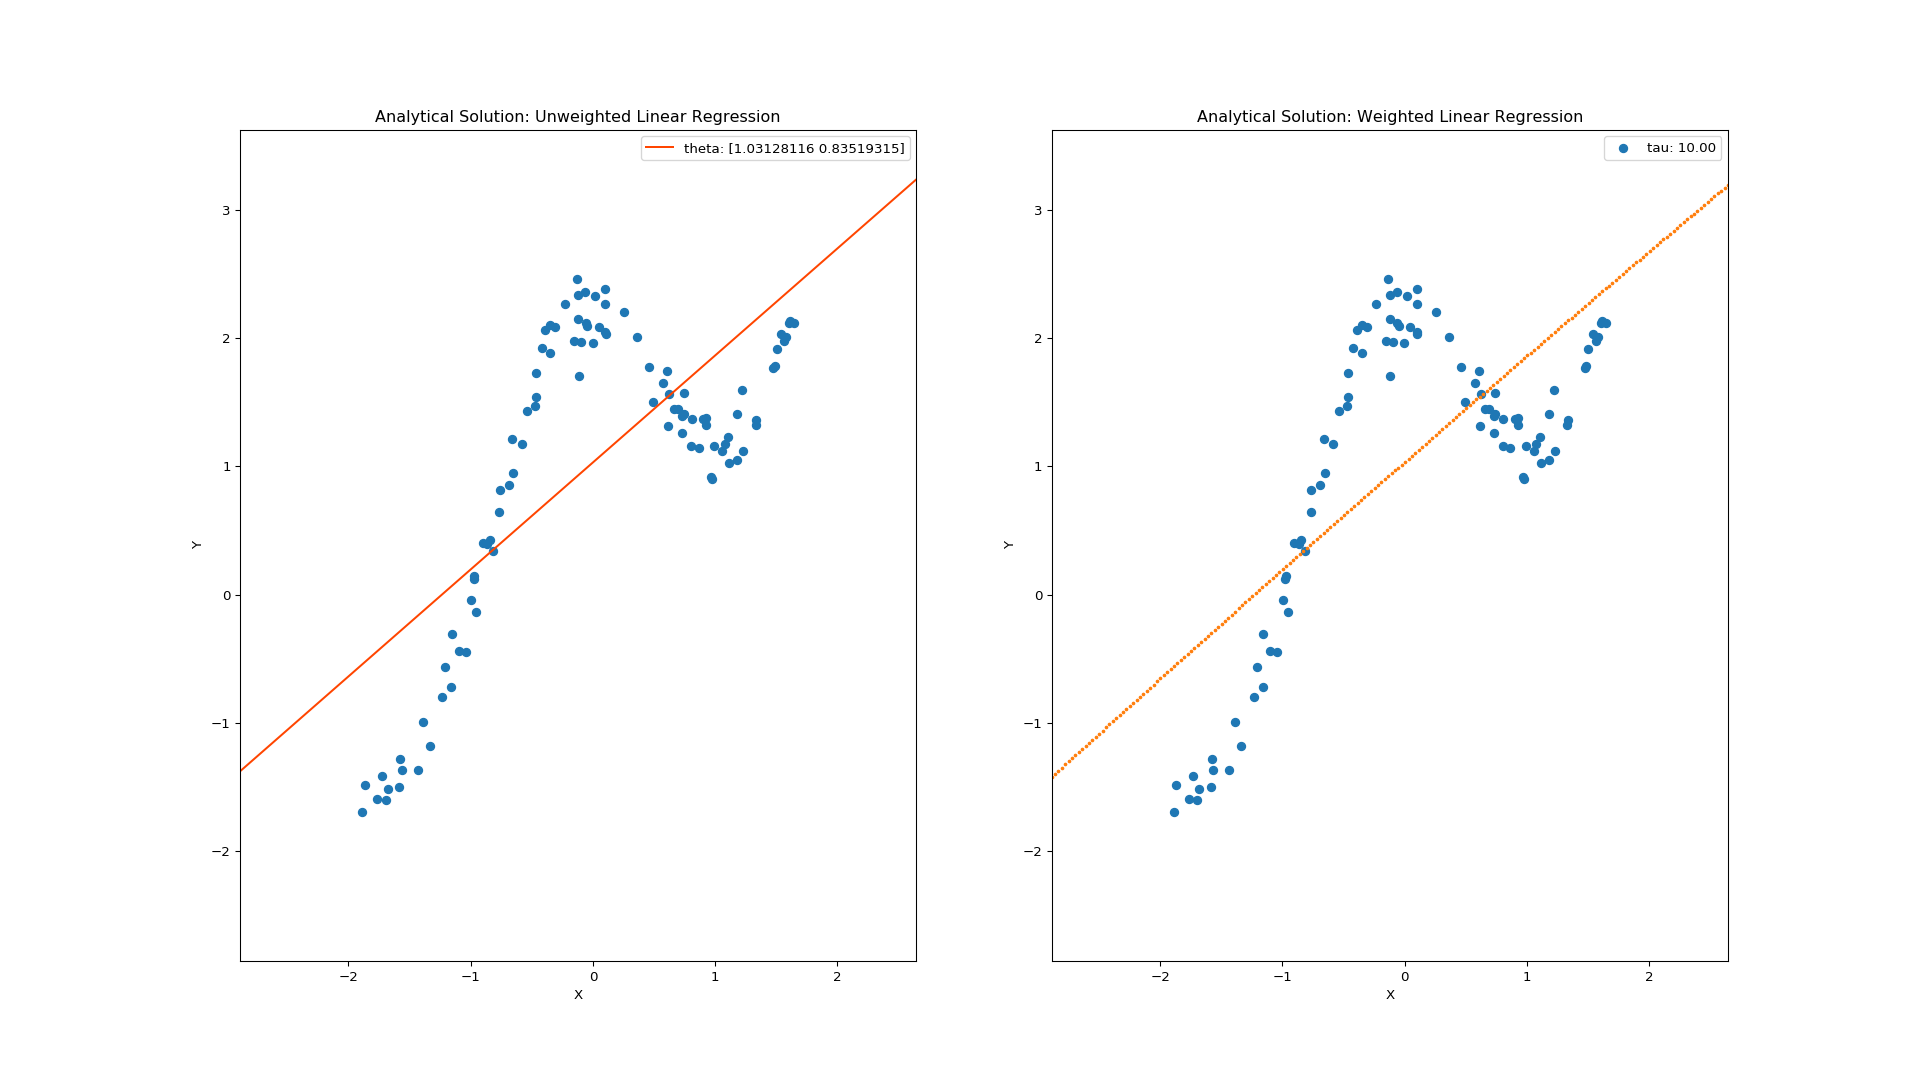 Analytical Solution: Unweighted Linear Regression
theta: [1.03128116 0.83519315]
3
2
1
0
−1
−2
Y
−2
−1
0
1
2
X
Analytical Solution: Weighted Linear Regression
tau: 10.00
3
2
1
0
−1
−2
Y
−2
−1
0
1
2
X